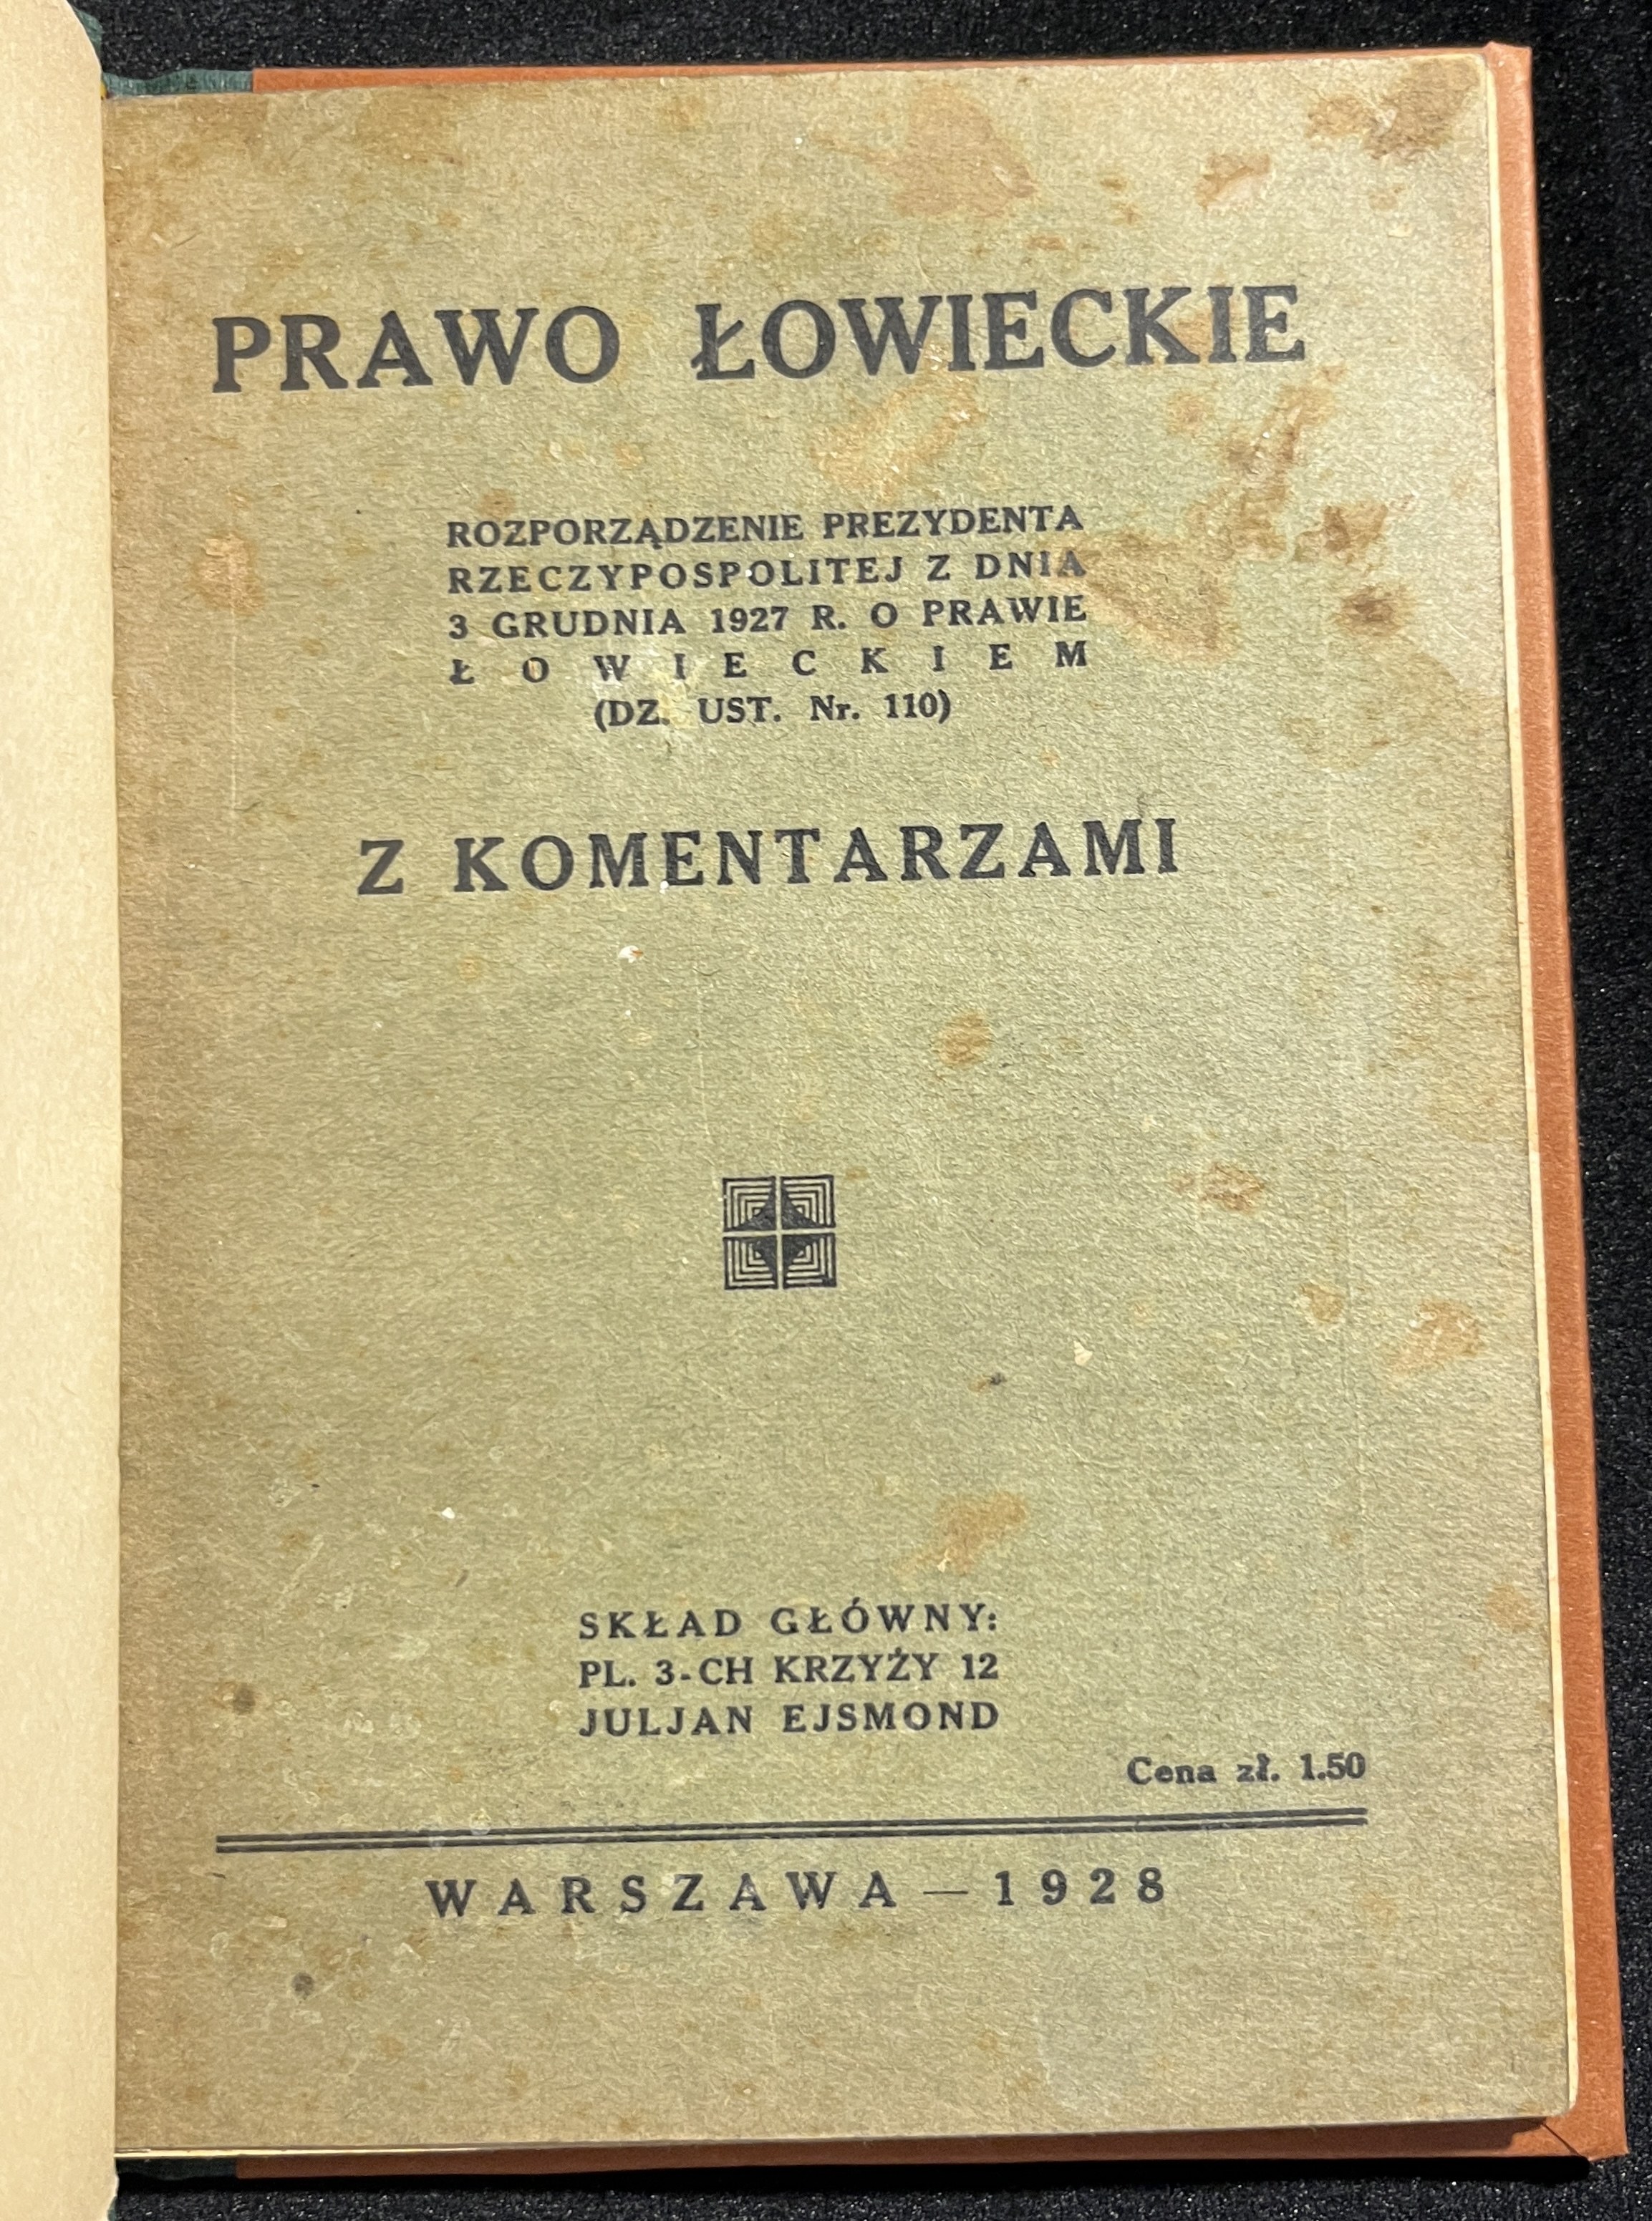 PRAWO ŁOWIECKIE
ROZPORZĄDZENIE PREZYDENTA
RZECZYPOSPOLITEJ Z DNIA
3 GRUDNIA 1927 R. O PRAWIE
ŁOWIECKIEM
(DZ. UST. Nr. 110)
Z KOMENTARZAMI
SKŁAD GŁÓWNY:
PL. 3-CH KRZYŻY 12
JULJAN EJSMOND
Cena zł. 1.50
WARSZAWA — 1928